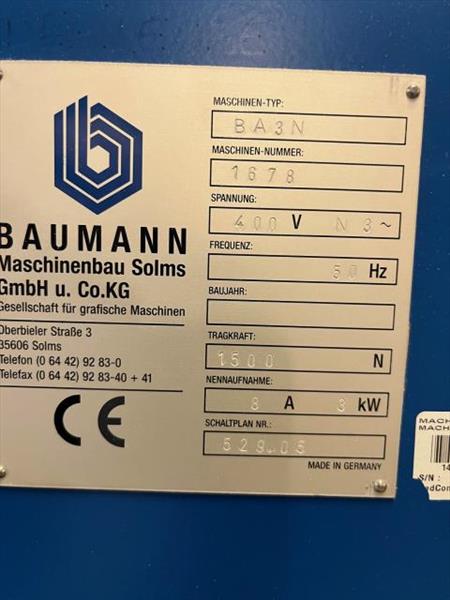 BAUMANN
Maschinenbau Solms
GmbH u. Co.KG
Gesellschaft für grafische Maschinen
Oberbieler Straße 3
35606 Solms
Telefon (0 64 42) 92 83-0
Telefax (0 64 42) 92 83-40 + 41
CE
MASCHINEN-TYP:
BA3N
MASCHINEN-NUMMER:
1678
SPANNUNG:
400 V N 3~
FREQUENZ:
50 Hz
BAUJAHR:
TRAGKRAFT:
1500 N
NENNAUFNAHME:
8 A 3 kW
SCHALTPLAN NR.:
529.05
MADE IN GERMANY
MACH
MACH
14
S/N :